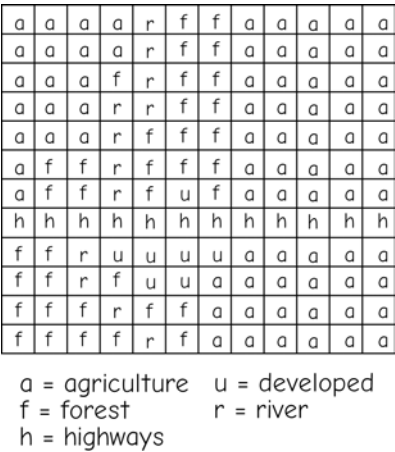 a a a a r f f a a a a a
a a a a r f f a a a a a
a a a f r f f a a a a a
a a a r r f f a a a a a
a a a r f f f a a a a a
a f f r f f f a a a a a
a f f r f u f a a a a a
h h h h h h h h h h h h
f f r u u u u a a a a a
f f r f u u a a a a a a
f f f r f f a a a a a a
f f f f r f a a a a a a
a = agriculture u = developed
f = forest r = river
h = highways